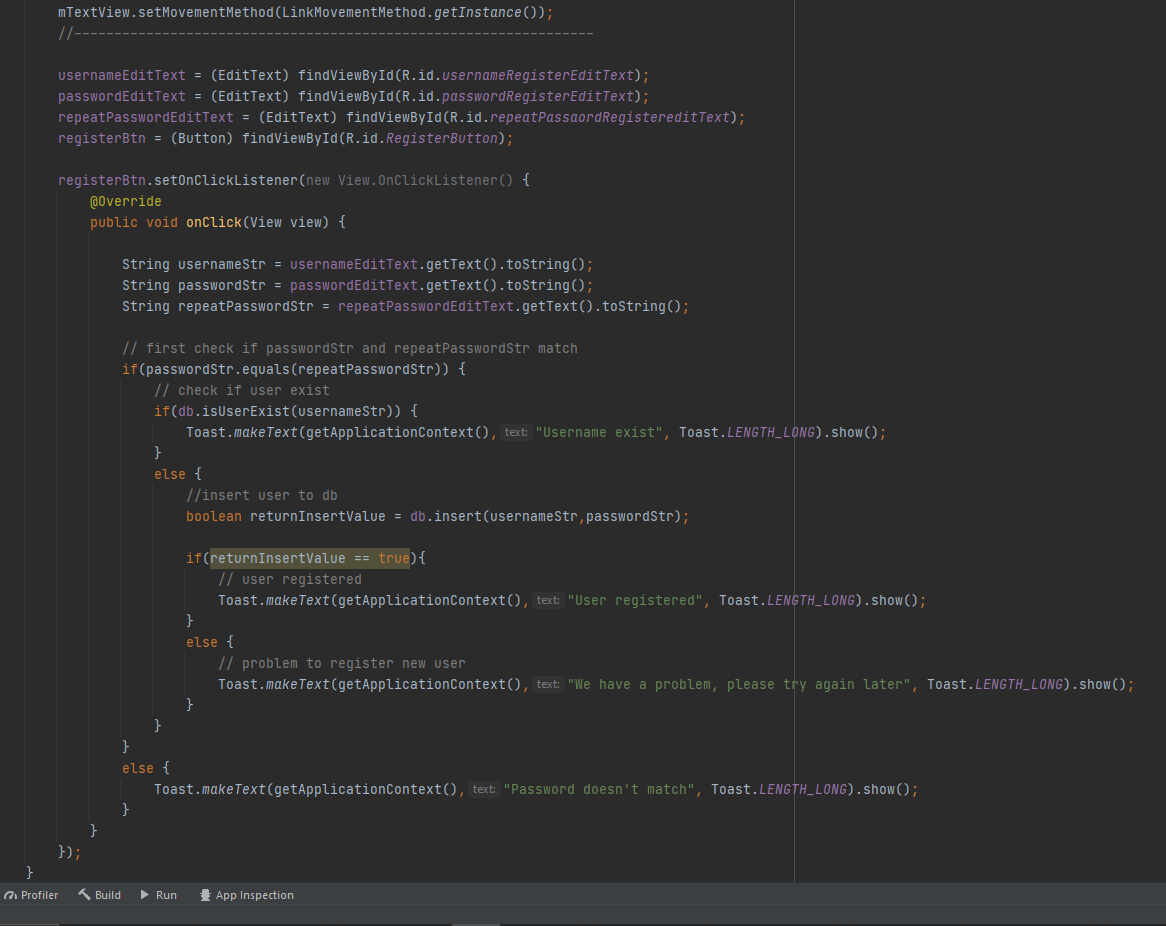 mTextView.setMovementMethod(LinkMovementMethod.getInstance());
//-----------------------------------------------------------------
usernameEditText = (EditText) findViewById(R.id.usernameRegisterEditText);
passwordEditText = (EditText) findViewById(R.id.passwordRegisterEditText);
repeatPasswordEditText = (EditText) findViewById(R.id.repeatPassaordRegistereditText);
registerBtn = (Button) findViewById(R.id.RegisterButton);
registerBtn.setOnClickListener(new View.OnClickListener() {
@Override
public void onClick(View view) {
String usernameStr = usernameEditText.getText().toString();
String passwordStr = passwordEditText.getText().toString();
String repeatPasswordStr = repeatPasswordEditText.getText().toString();
// first check if passwordStr and repeatPasswordStr match
if(passwordStr.equals(repeatPasswordStr)) {
// check if user exist
if(db.isUserExist(usernameStr)) {
Toast.makeText(getApplicationContext(), text: "Username exist", Toast.LENGTH_LONG).show();
}
else {
//insert user to db
boolean returnInsertValue = db.insert(usernameStr,passwordStr);
if(returnInsertValue == true){
// user registered
Toast.makeText(getApplicationContext(), text: "User registered", Toast.LENGTH_LONG).show();
}
else {
// problem to register new user
Toast.makeText(getApplicationContext(), text: "We have a problem, please try again later", Toast.LENGTH_LONG).show();
}
}
}
else {
Toast.makeText(getApplicationContext(), text: "Password doesn't match", Toast.LENGTH_LONG).show();
}
}
});
}
Profiler Build Run App Inspection